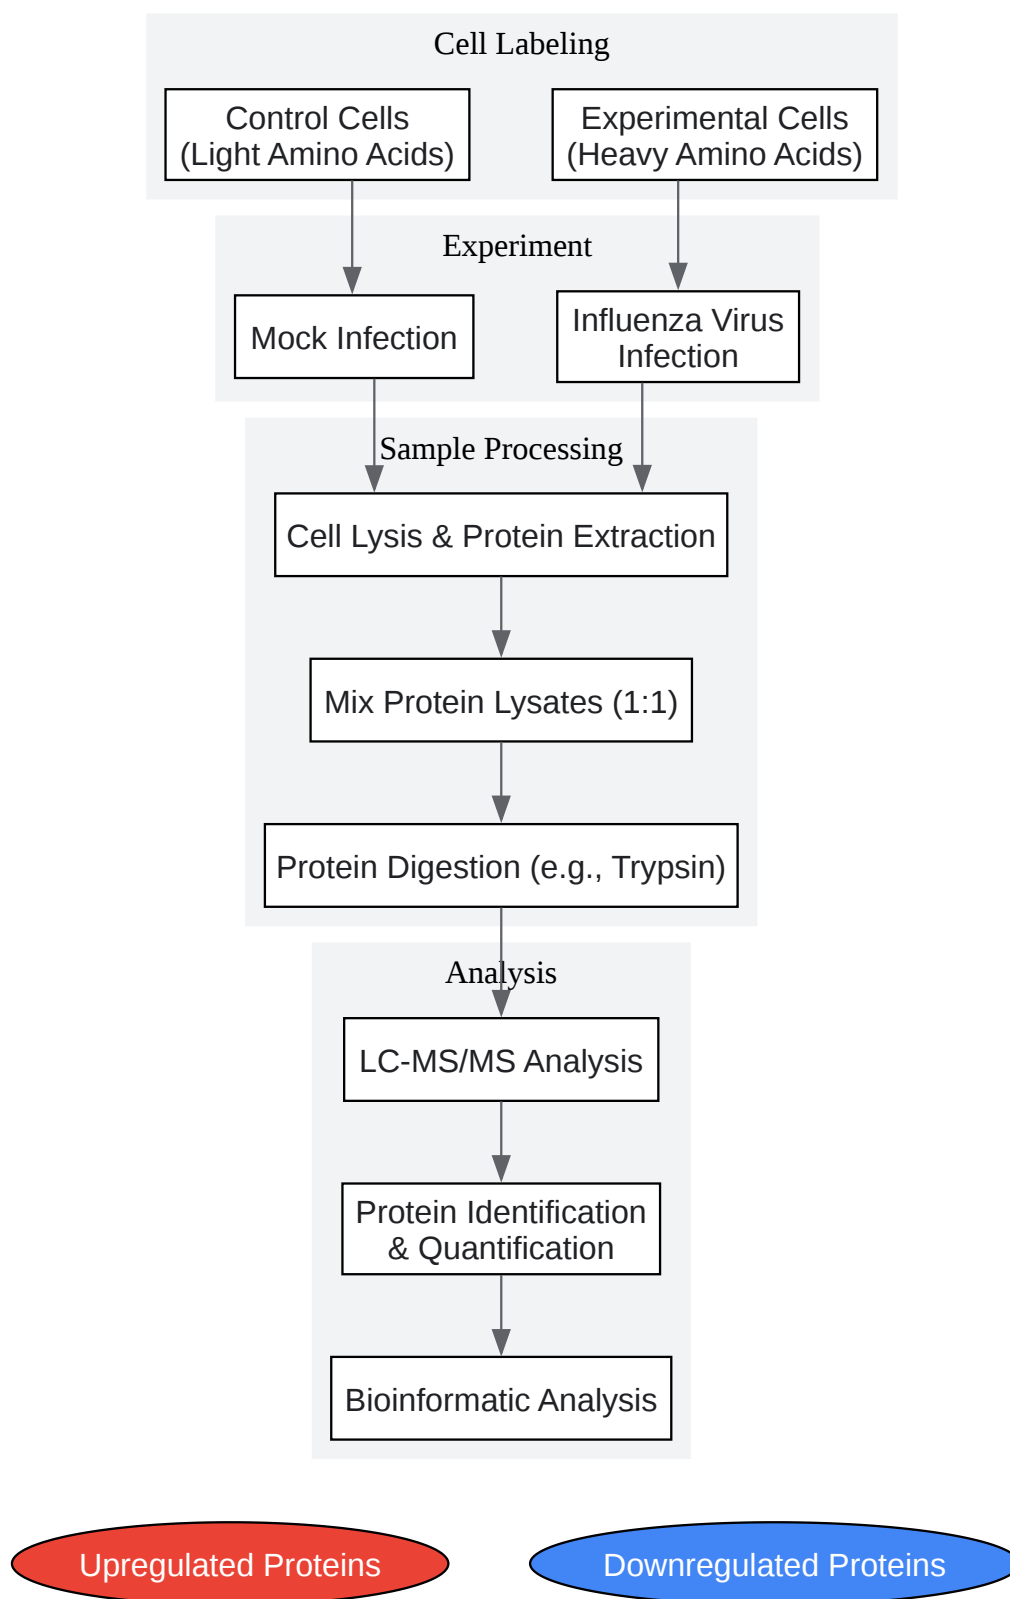 Cell Labeling
Control Cells
(Light Amino Acids)
Experimental Cells
(Heavy Amino Acids)
Experiment
Mock Infection
Influenza Virus
Infection
Sample Processing
Cell Lysis & Protein Extraction
Mix Protein Lysates (1:1)
Protein Digestion (e.g., Trypsin)
Analysis
LC-MS/MS Analysis
Protein Identification
& Quantification
Bioinformatic Analysis
Upregulated Proteins
Downregulated Proteins